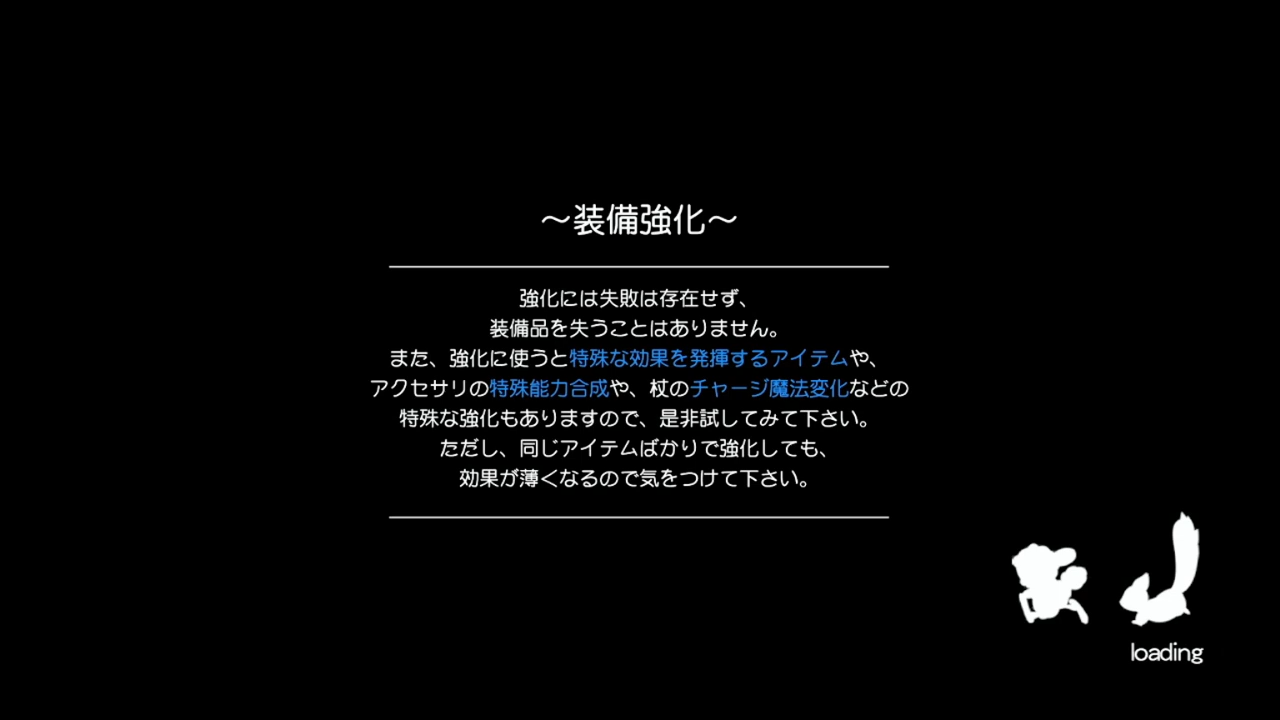 ～装備強化～
強化には失敗は存在せず、
装備品を失うことはありません。
また、強化に使うと特殊な効果を発揮するアイテムや、
アクセサリの特殊能力合成や、杖のチャージ魔法変化などの
特殊な強化もありますので、是非試してみて下さい。
ただし、同じアイテムばかりで強化しても、
効果が薄くなるので気をつけて下さい。
loading